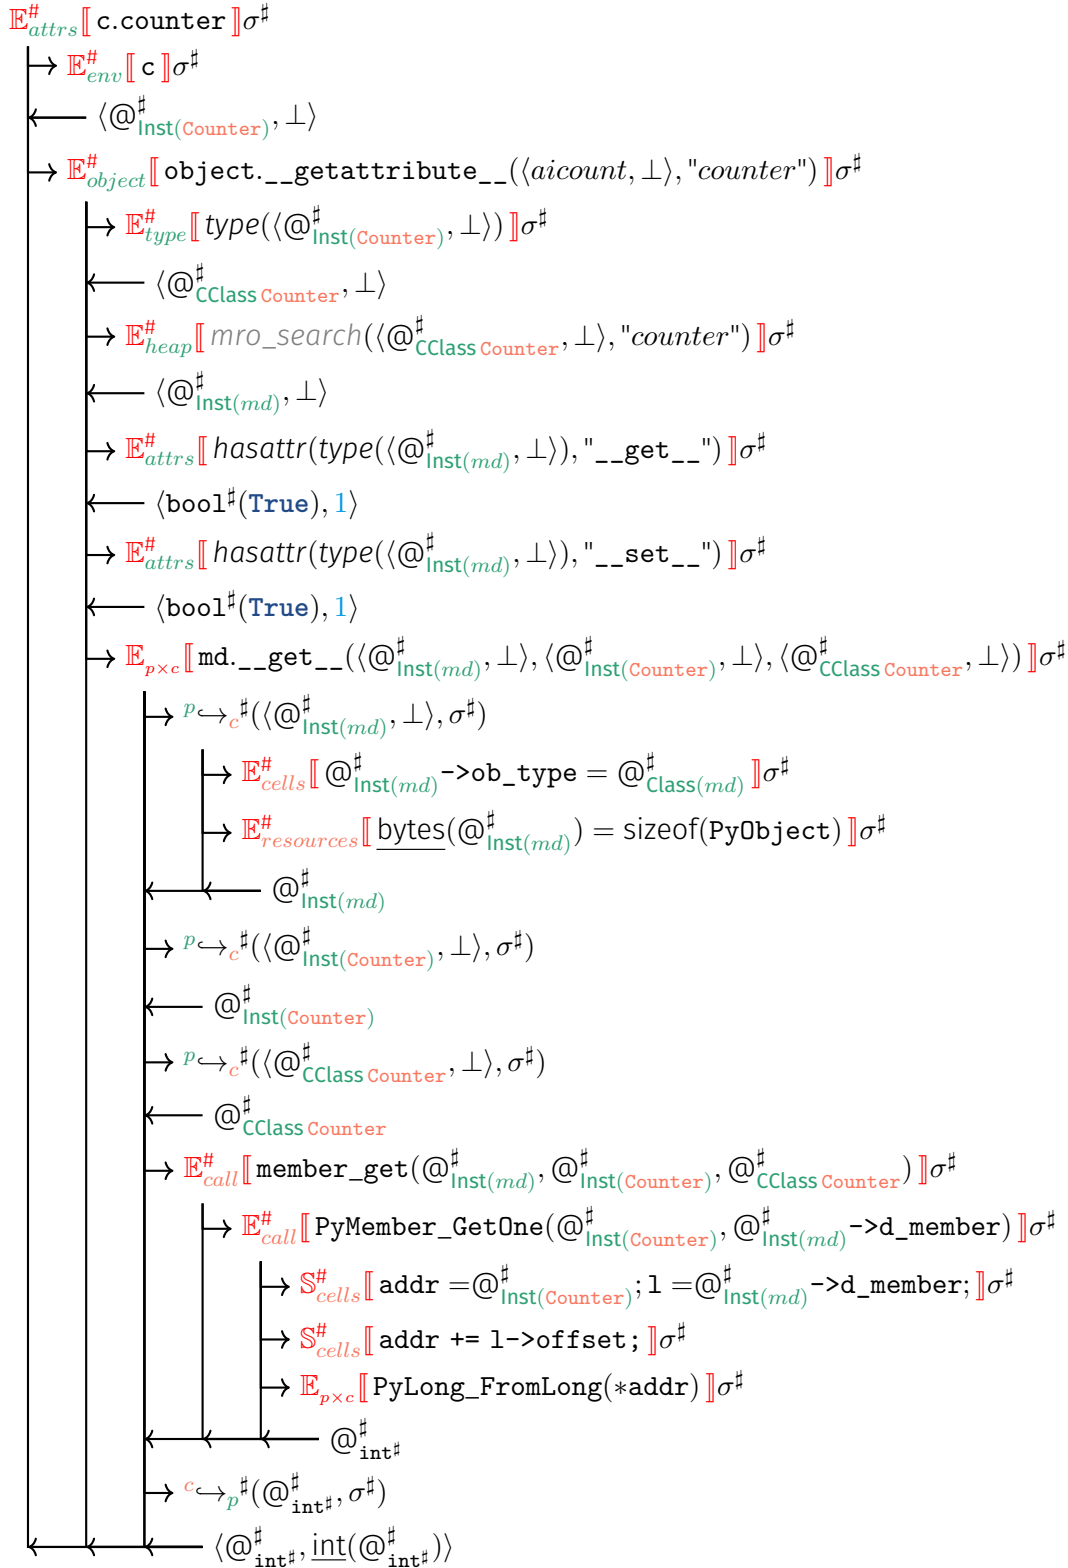 𝔼#attrs⟦ c.counter ⟧σ♯
𝔼#env⟦ c ⟧σ♯
⟨@♯Inst(Counter), ⊥⟩
𝔼#object⟦ object.__getattribute__(⟨aicount, ⊥⟩, "counter") ⟧σ♯
𝔼#type⟦ type(⟨@♯Inst(Counter), ⊥⟩) ⟧σ♯
⟨@♯CClass Counter, ⊥⟩
𝔼#heap⟦ mro_search(⟨@♯CClass Counter, ⊥⟩, "counter") ⟧σ♯
⟨@♯Inst(md), ⊥⟩
𝔼#attrs⟦ hasattr(type(⟨@♯Inst(md), ⊥⟩), "__get__") ⟧σ♯
⟨bool♯(True), 1⟩
𝔼#attrs⟦ hasattr(type(⟨@♯Inst(md), ⊥⟩), "__set__") ⟧σ♯
⟨bool♯(True), 1⟩
𝔼p×c⟦ md.__get__(⟨@♯Inst(md), ⊥⟩, ⟨@♯Inst(Counter), ⊥⟩, ⟨@♯CClass Counter, ⊥⟩) ⟧σ♯
p↪c♯(⟨@♯Inst(md), ⊥⟩, σ♯)
𝔼#cells⟦ @♯Inst(md)->ob_type = @♯Class(md) ⟧σ♯
𝔼#resources⟦ bytes(@♯Inst(md)) = sizeof(PyObject) ⟧σ♯
@♯Inst(md)
p↪c♯(⟨@♯Inst(Counter), ⊥⟩, σ♯)
@♯Inst(Counter)
p↪c♯(⟨@♯CClass Counter, ⊥⟩, σ♯)
@♯CClass Counter
𝔼#call⟦ member_get(@♯Inst(md), @♯Inst(Counter), @♯CClass Counter) ⟧σ♯
𝔼#call⟦ PyMember_GetOne(@♯Inst(Counter), @♯Inst(md)->d_member) ⟧σ♯
𝕊#cells⟦ addr =@♯Inst(Counter); l =@♯Inst(md)->d_member; ⟧σ♯
𝕊#cells⟦ addr += l->offset; ⟧σ♯
𝔼p×c⟦ PyLong_FromLong(*addr) ⟧σ♯
@♯int♯
c↪p♯(@♯int♯, σ♯)
⟨@♯int♯, int(@♯int♯)⟩